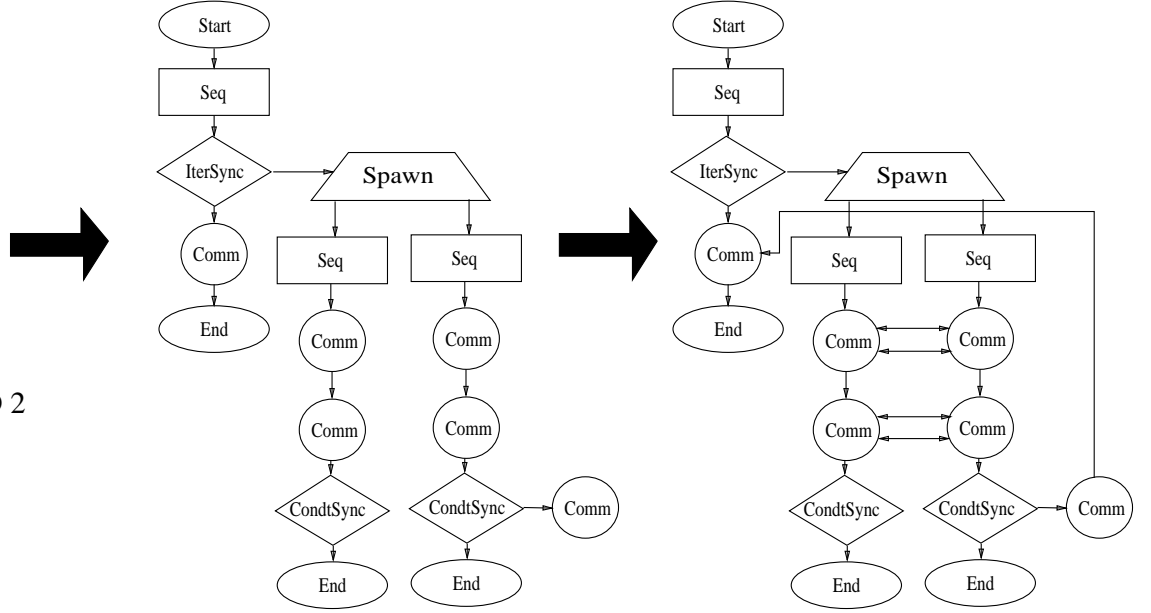 Start
Seq
IterSync
Spawn
Comm
Seq
Seq
End
Comm
Comm
Comm
Comm
CondtSync
CondtSync
Comm
End
End
Start
Seq
IterSync
Spawn
Comm
Seq
Seq
End
Comm
Comm
Comm
Comm
CondtSync
CondtSync
Comm
End
End
2